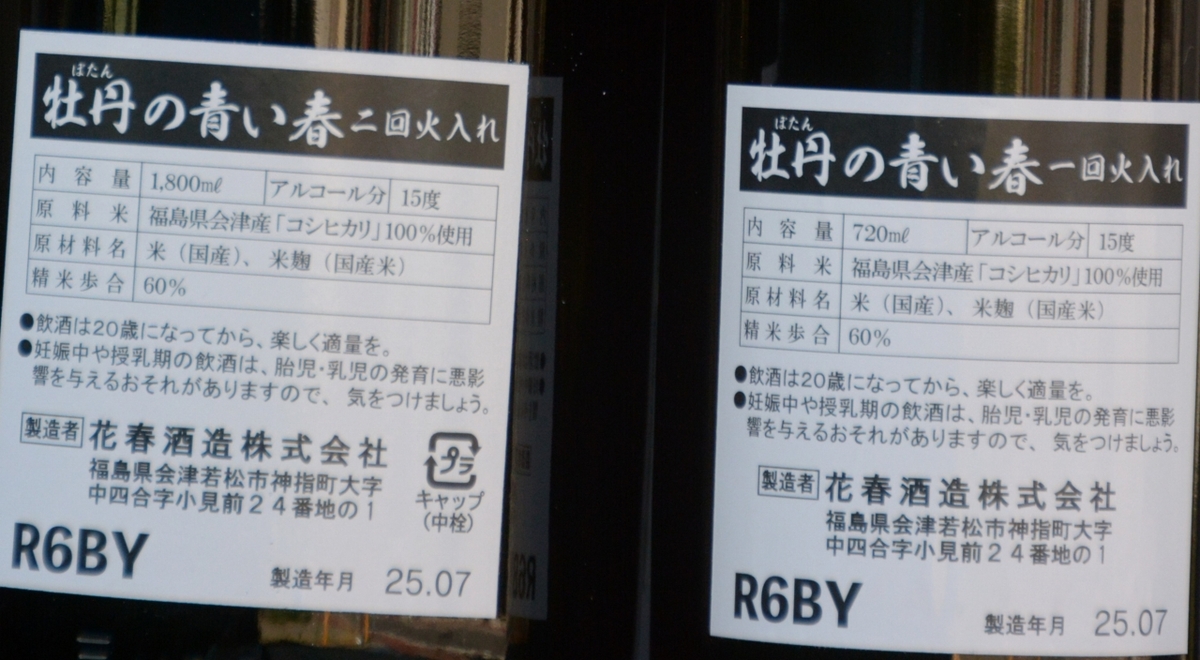 ぼたん
牡丹の青い春 二回火入れ
内容量 1,800mℓ アルコール分 15度
原料米 福島県会津産「コシヒカリ」100%使用
原材料名 米（国産）、米麹（国産米）
精米歩合 60%
●飲酒は20歳になってから、楽しく適量を。
●妊娠中や授乳期の飲酒は、胎児・乳児の発育に悪影
響を与えるおそれがありますので、気をつけましょう。
製造者 花春酒造株式会社
福島県会津若松市神指町大字
中四合字小見前24番地の1
プラ
キャップ
（中栓）
R6BY
製造年月 25.07
ぼたん
牡丹の青い春 一回火入れ
内容量 720mℓ アルコール分 15度
原料米 福島県会津産「コシヒカリ」100%使用
原材料名 米（国産）、米麹（国産米）
精米歩合 60%
●飲酒は20歳になってから、楽しく適量を。
●妊娠中や授乳期の飲酒は、胎児・乳児の発育に悪影
響を与えるおそれがありますので、気をつけましょう。
製造者 花春酒造株式会社
福島県会津若松市神指町大字
中四合字小見前24番地の1
R6BY
製造年月 25.07